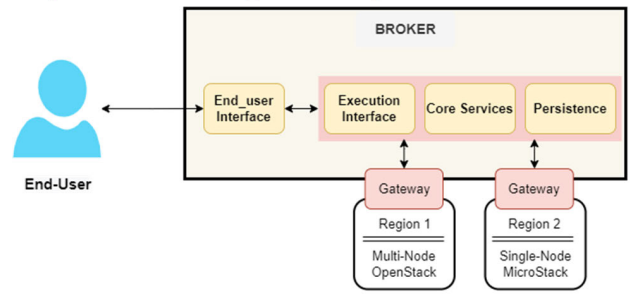 BROKER
End_user
Interface
Execution
Interface
Core Services
Persistence
End-User
Gateway
Gateway
Region 1
Region 2
Multi-Node
OpenStack
Single-Node
MicroStack